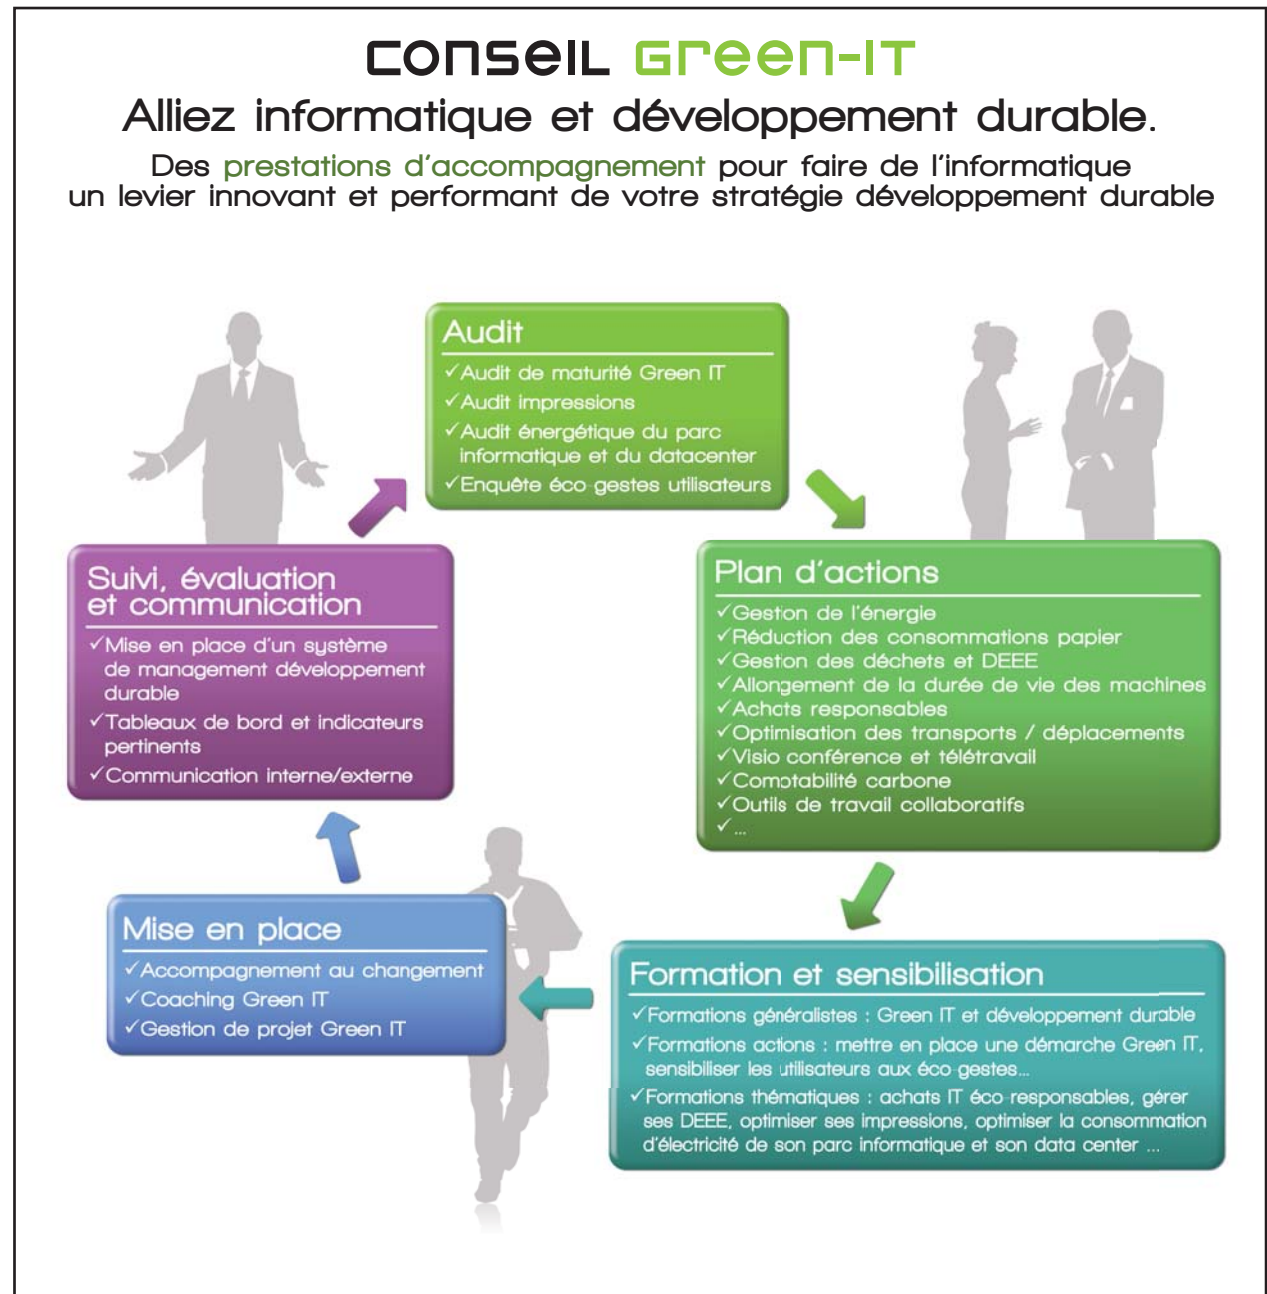 CONSEIL GREEN-IT
Alliez informatique et développement durable.
Des prestations d'accompagnement pour faire de l'informatique
un levier innovant et performant de votre stratégie développement durable
Audit
✓Audit de maturité Green IT
✓Audit impressions
✓Audit énergétique du parc
informatique et du datacenter
✓Enquête éco-gestes utilisateurs
Plan d'actions
✓Gestion de l'énergie
✓Réduction des consommations papier
✓Gestion des déchets et DEEE
✓Allongement de la durée de vie des machines
✓Achats responsables
✓Optimisation des transports / déplacements
✓Visio conférence et télétravail
✓Comptabilité carbone
✓Outils de travail collaboratifs
✓...
Formation et sensibilisation
✓Formations généralistes : Green IT et développement durable
✓Formations actions : mettre en place une démarche Green IT,
sensibiliser les utilisateurs aux éco-gestes...
✓Formations thématiques : achats IT éco-responsables, gérer
ses DEEE, optimiser ses impressions, optimiser la consommation
d'électricité de son parc informatique et son data center ...
Mise en place
✓Accompagnement au changement
✓Coaching Green IT
✓Gestion de projet Green IT
Suivi, évaluation
et communication
✓Mise en place d'un système
de management développement
durable
✓Tableaux de bord et indicateurs
pertinents
✓Communication interne/externe